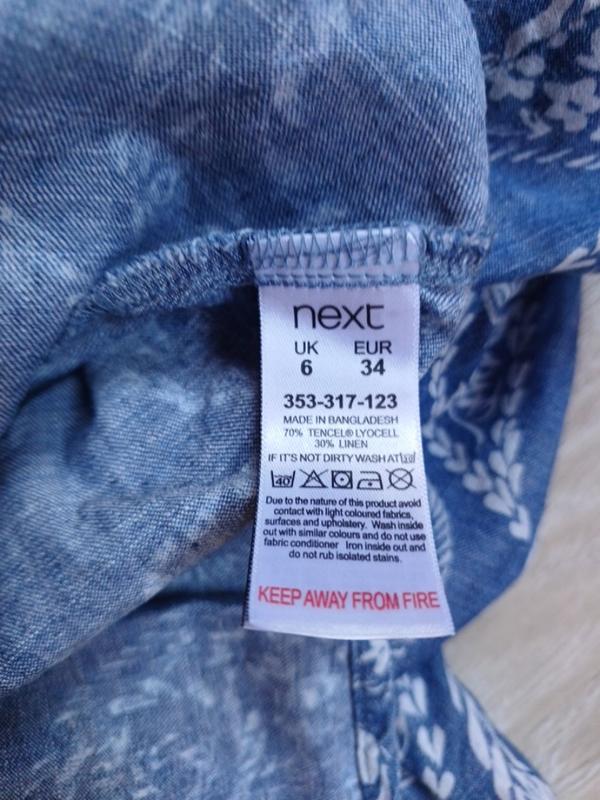 next
UK EUR
6 34
353-317-123
MADE IN BANGLADESH
70% TENCEL® LYOCELL
30% LINEN
IF IT'S NOT DIRTY WASH AT 30
40
Due to the nature of this product avoid
contact with light coloured fabrics,
surfaces and upholstery. Wash inside
out with similar colours and do not use
fabric conditioner Iron inside out and
do not rub isolated stains.
KEEP AWAY FROM FIRE